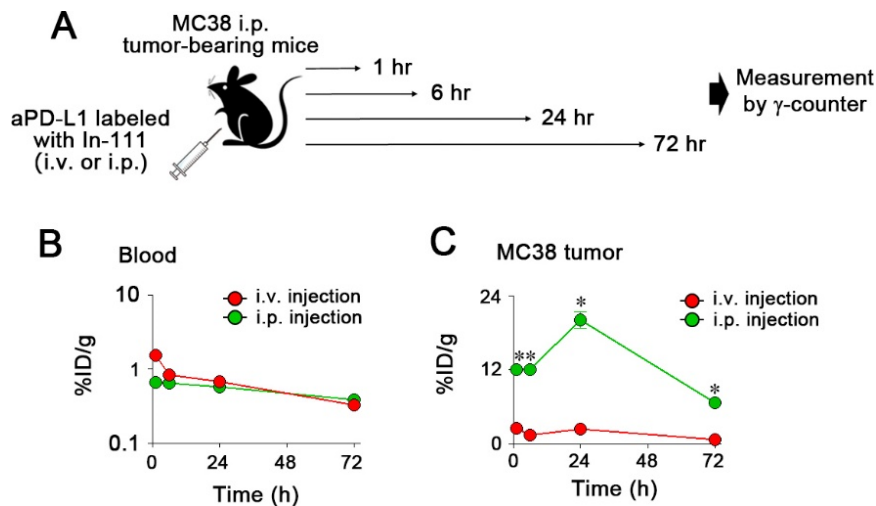 A
MC38 i.p.
tumor-bearing mice
aPD-L1 labeled
with In-111
(i.v. or i.p.)
1 hr
6 hr
24 hr
72 hr
Measurement
by γ-counter
B
Blood
i.v. injection
i.p. injection
%ID/g
10
1
0.1
0 24 48 72
Time (h)
C
MC38 tumor
i.v. injection
i.p. injection
%ID/g
24
12
0
**
*
*
0 24 48 72
Time (h)